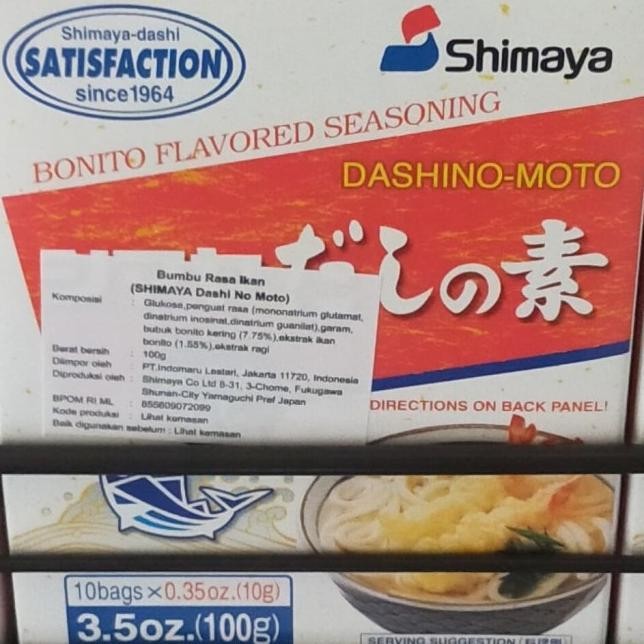 Shimaya-dashi
SATISFACTION
since1964
Shimaya
BONITO FLAVORED SEASONING
DASHINO-MOTO
だしの素
Bumbu Rasa Ikan
(SHIMAYA Dashi No Moto)
Komposisi : Glukosa,penguat rasa (mononatrium glutamat,
dinatrium inosinat,dinatrium guanilat),garam,
bubuk bonito kering (7.75%),ekstrak ikan
bonito (1.55%),ekstrak ragi
Berat bersih : 100g
Diimpor oleh : PT.Indomaru Lestari, Jakarta 11720, Indonesia
Diproduksi oleh : Shimaya Co Ltd 8-31, 3-Chome, Fukugawa
Shunan-City Yamaguchi Pref Japan
BPOM RI ML : 855609072099
Kode produksi : Lihat kemasan
Baik digunakan sebelum : Lihat kemasan
DIRECTIONS ON BACK PANEL!
10bags×0.35oz.(10g)
3.5oz.(100g)
SERVING SUGGESTION (料理例)